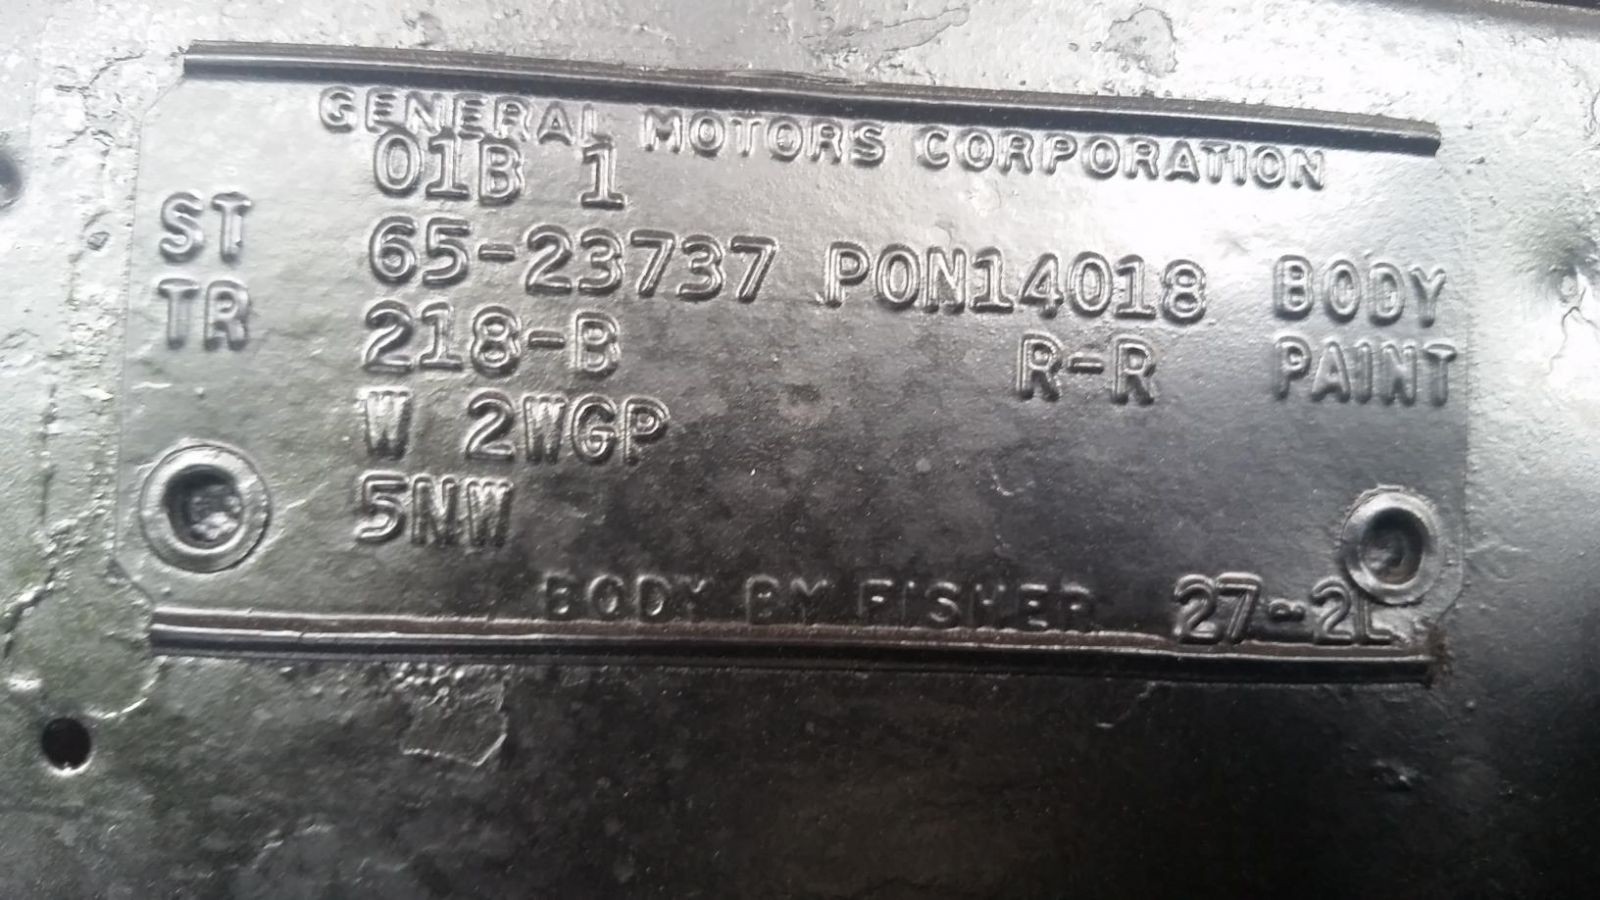 GENERAL MOTORS CORPORATION
01B 1
ST 65-23737 PON14018 BODY
TR 218-B R-R PAINT
W 2WGP
5NW
BODY BY FISHER 27-2L